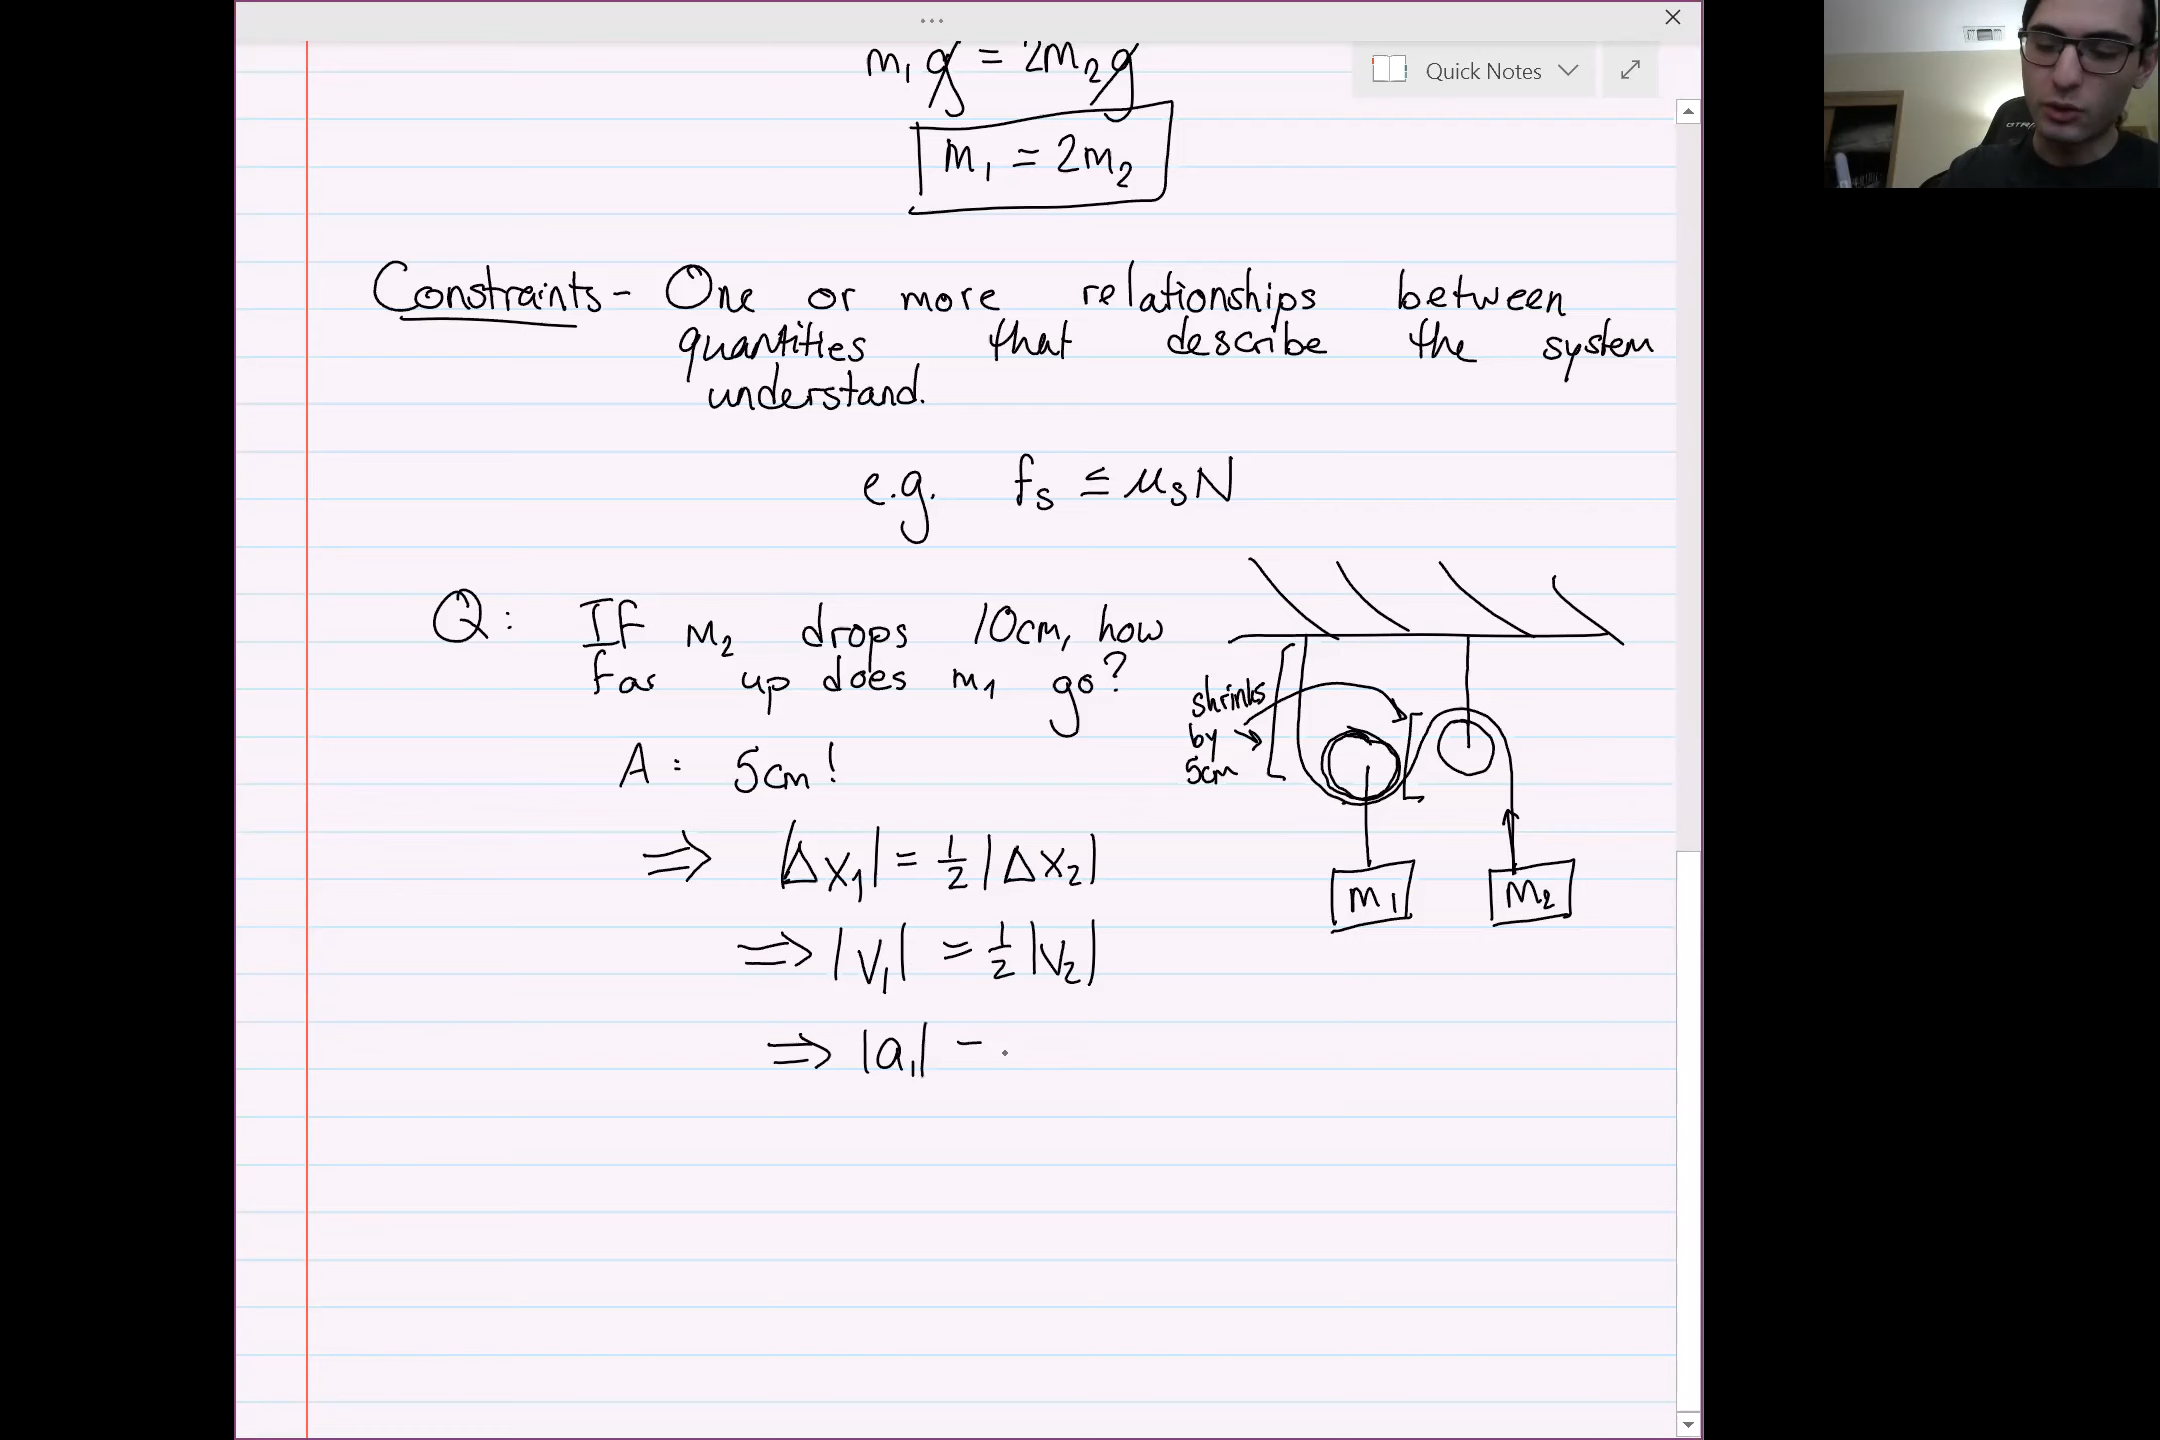 m₁g = 2m₂g
Quick Notes
m₁ = 2m₂
Constraints - One or more relationships between
quantities that describe the system
understand.
e.g. fs ≤ μsN
Q: If m₂ drops 10cm, how
far up does m₁ go?
shrinks
by
5cm
A: 5cm!
⇒ |Δx₁| = ½|Δx₂|
m₁
m₂
⇒ |v₁| = ½|v₂|
⇒ |a₁| -